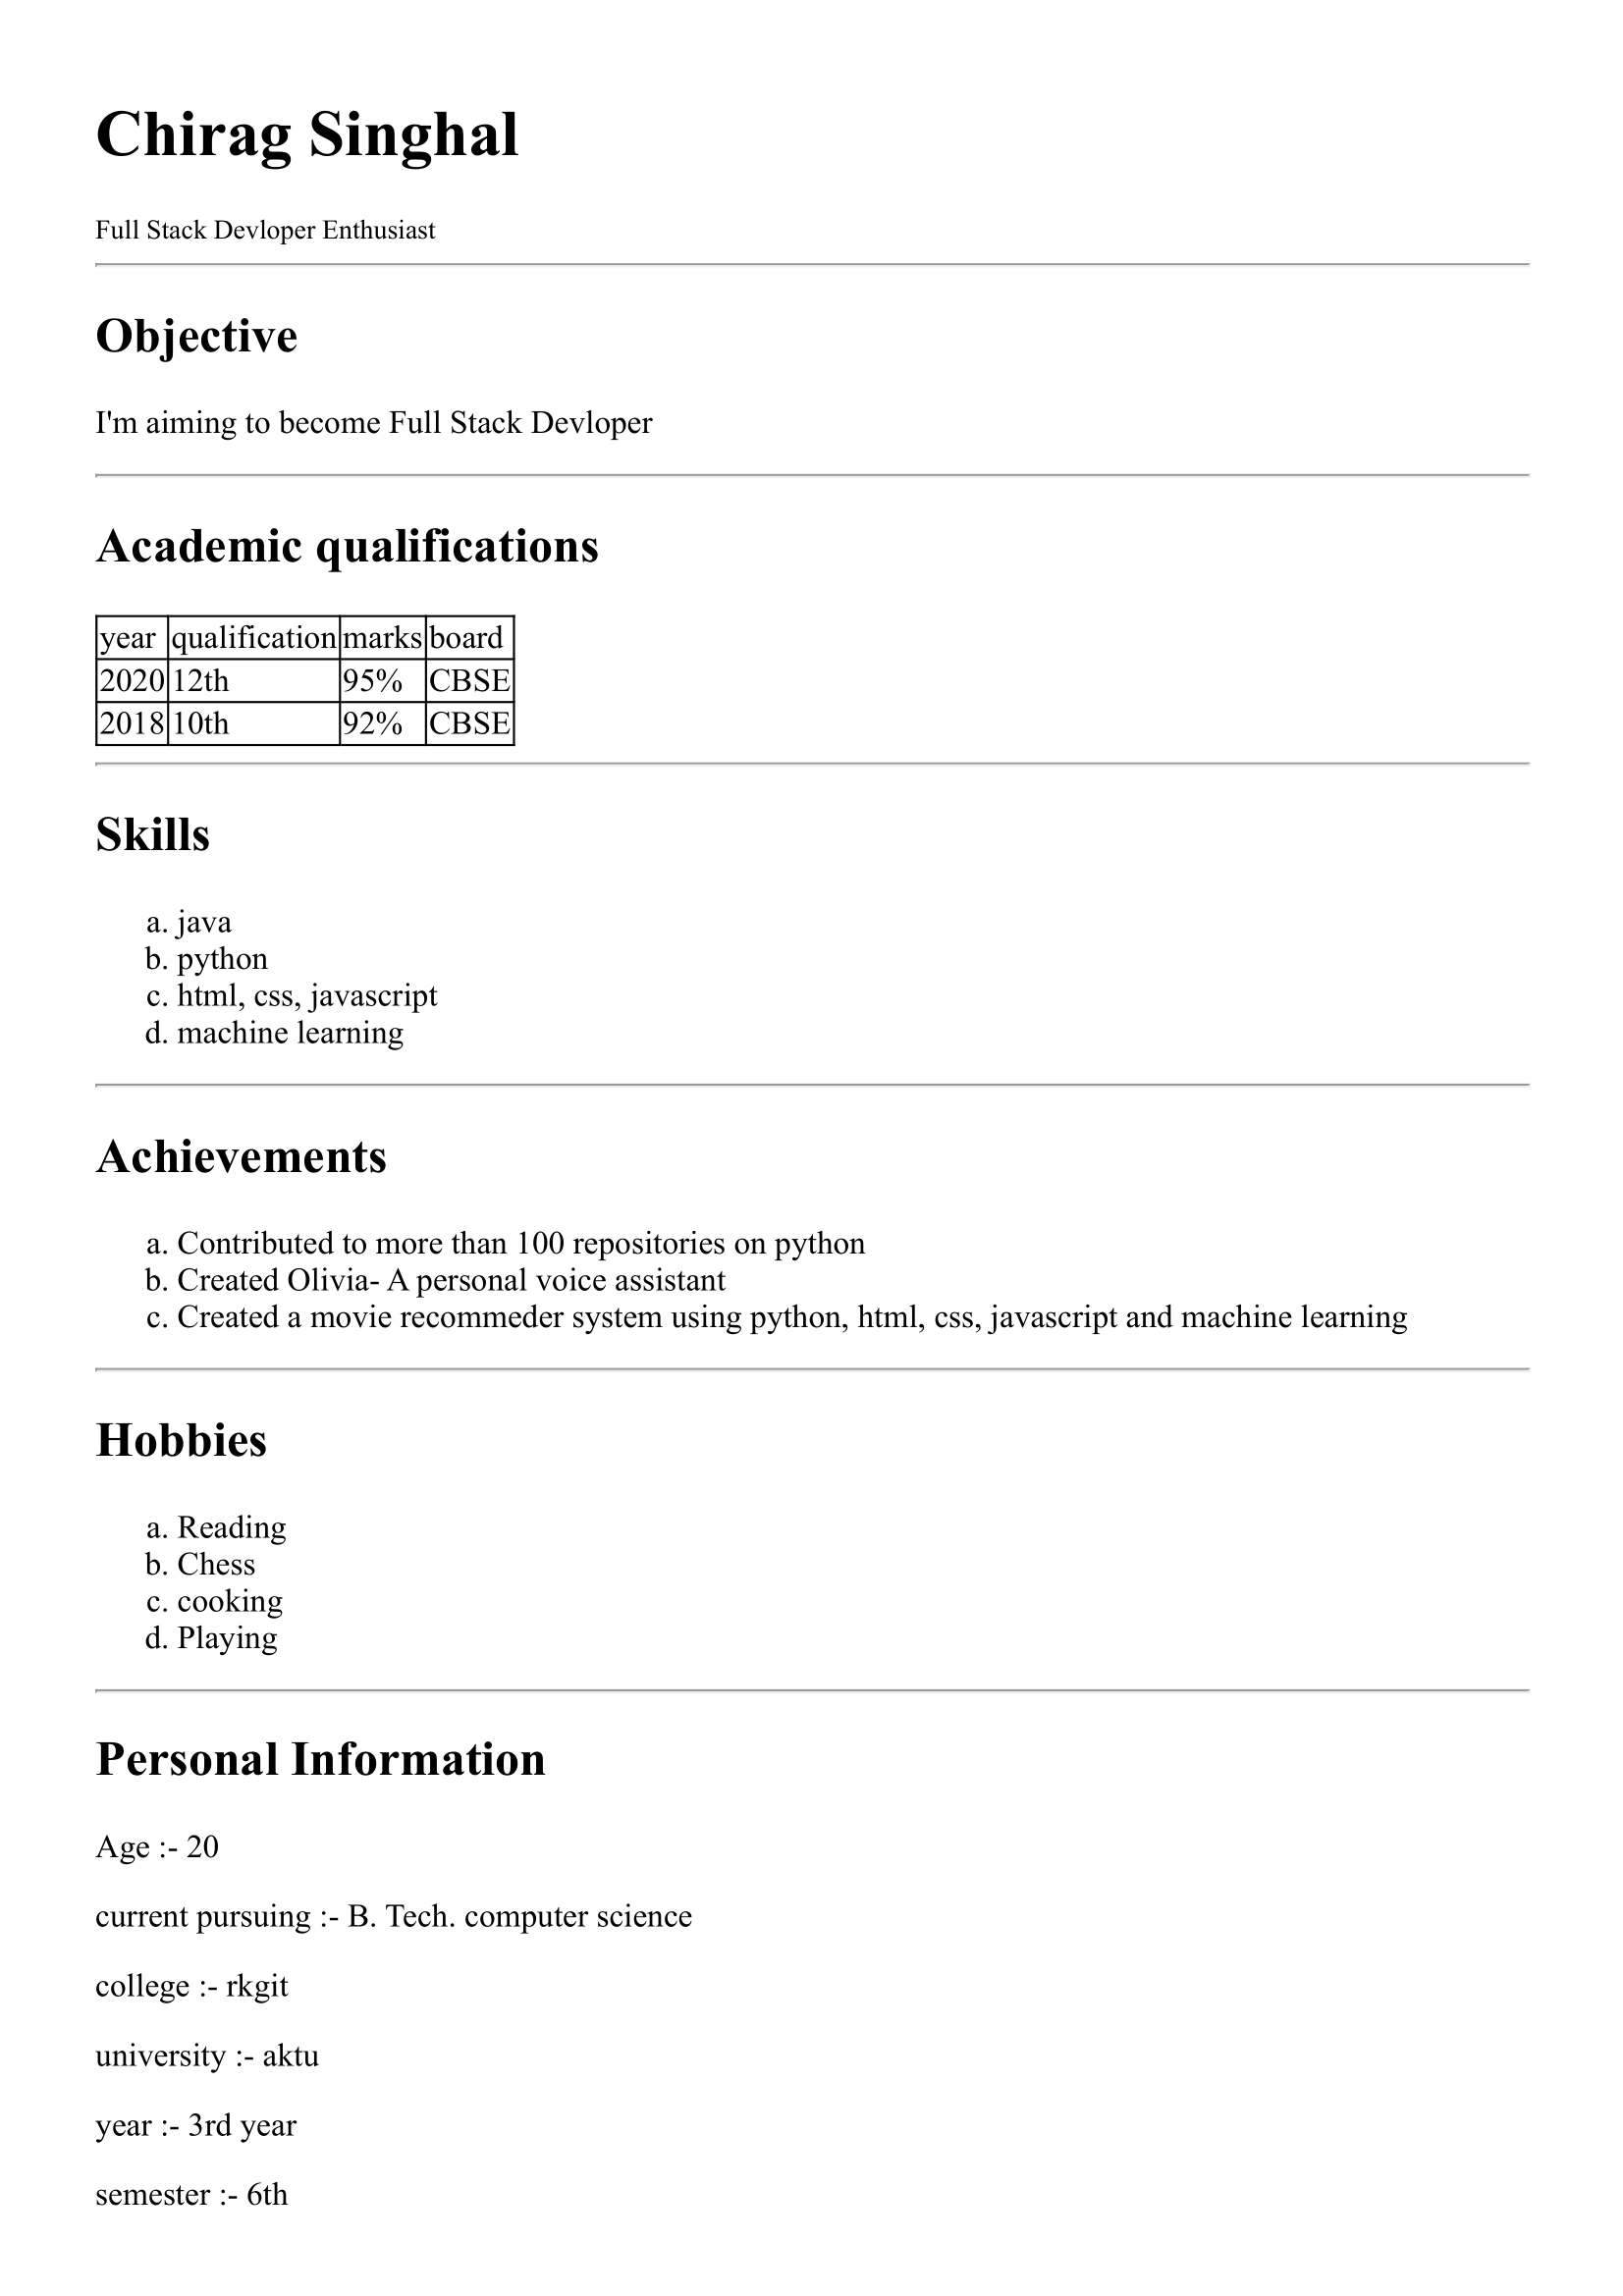 Chirag Singhal
Full Stack Devloper Enthusiast
Objective
I'm aiming to become Full Stack Devloper
Academic qualifications
year qualification marks board
2020 12th 95% CBSE
2018 10th 92% CBSE
Skills
a. java
b. python
c. html, css, javascript
d. machine learning
Achievements
a. Contributed to more than 100 repositories on python
b. Created Olivia- A personal voice assistant
c. Created a movie recommeder system using python, html, css, javascript and machine learning
Hobbies
a. Reading
b. Chess
c. cooking
d. Playing
Personal Information
Age :- 20
current pursuing :- B. Tech. computer science
college :- rkgit
university :- aktu
year :- 3rd year
semester :- 6th